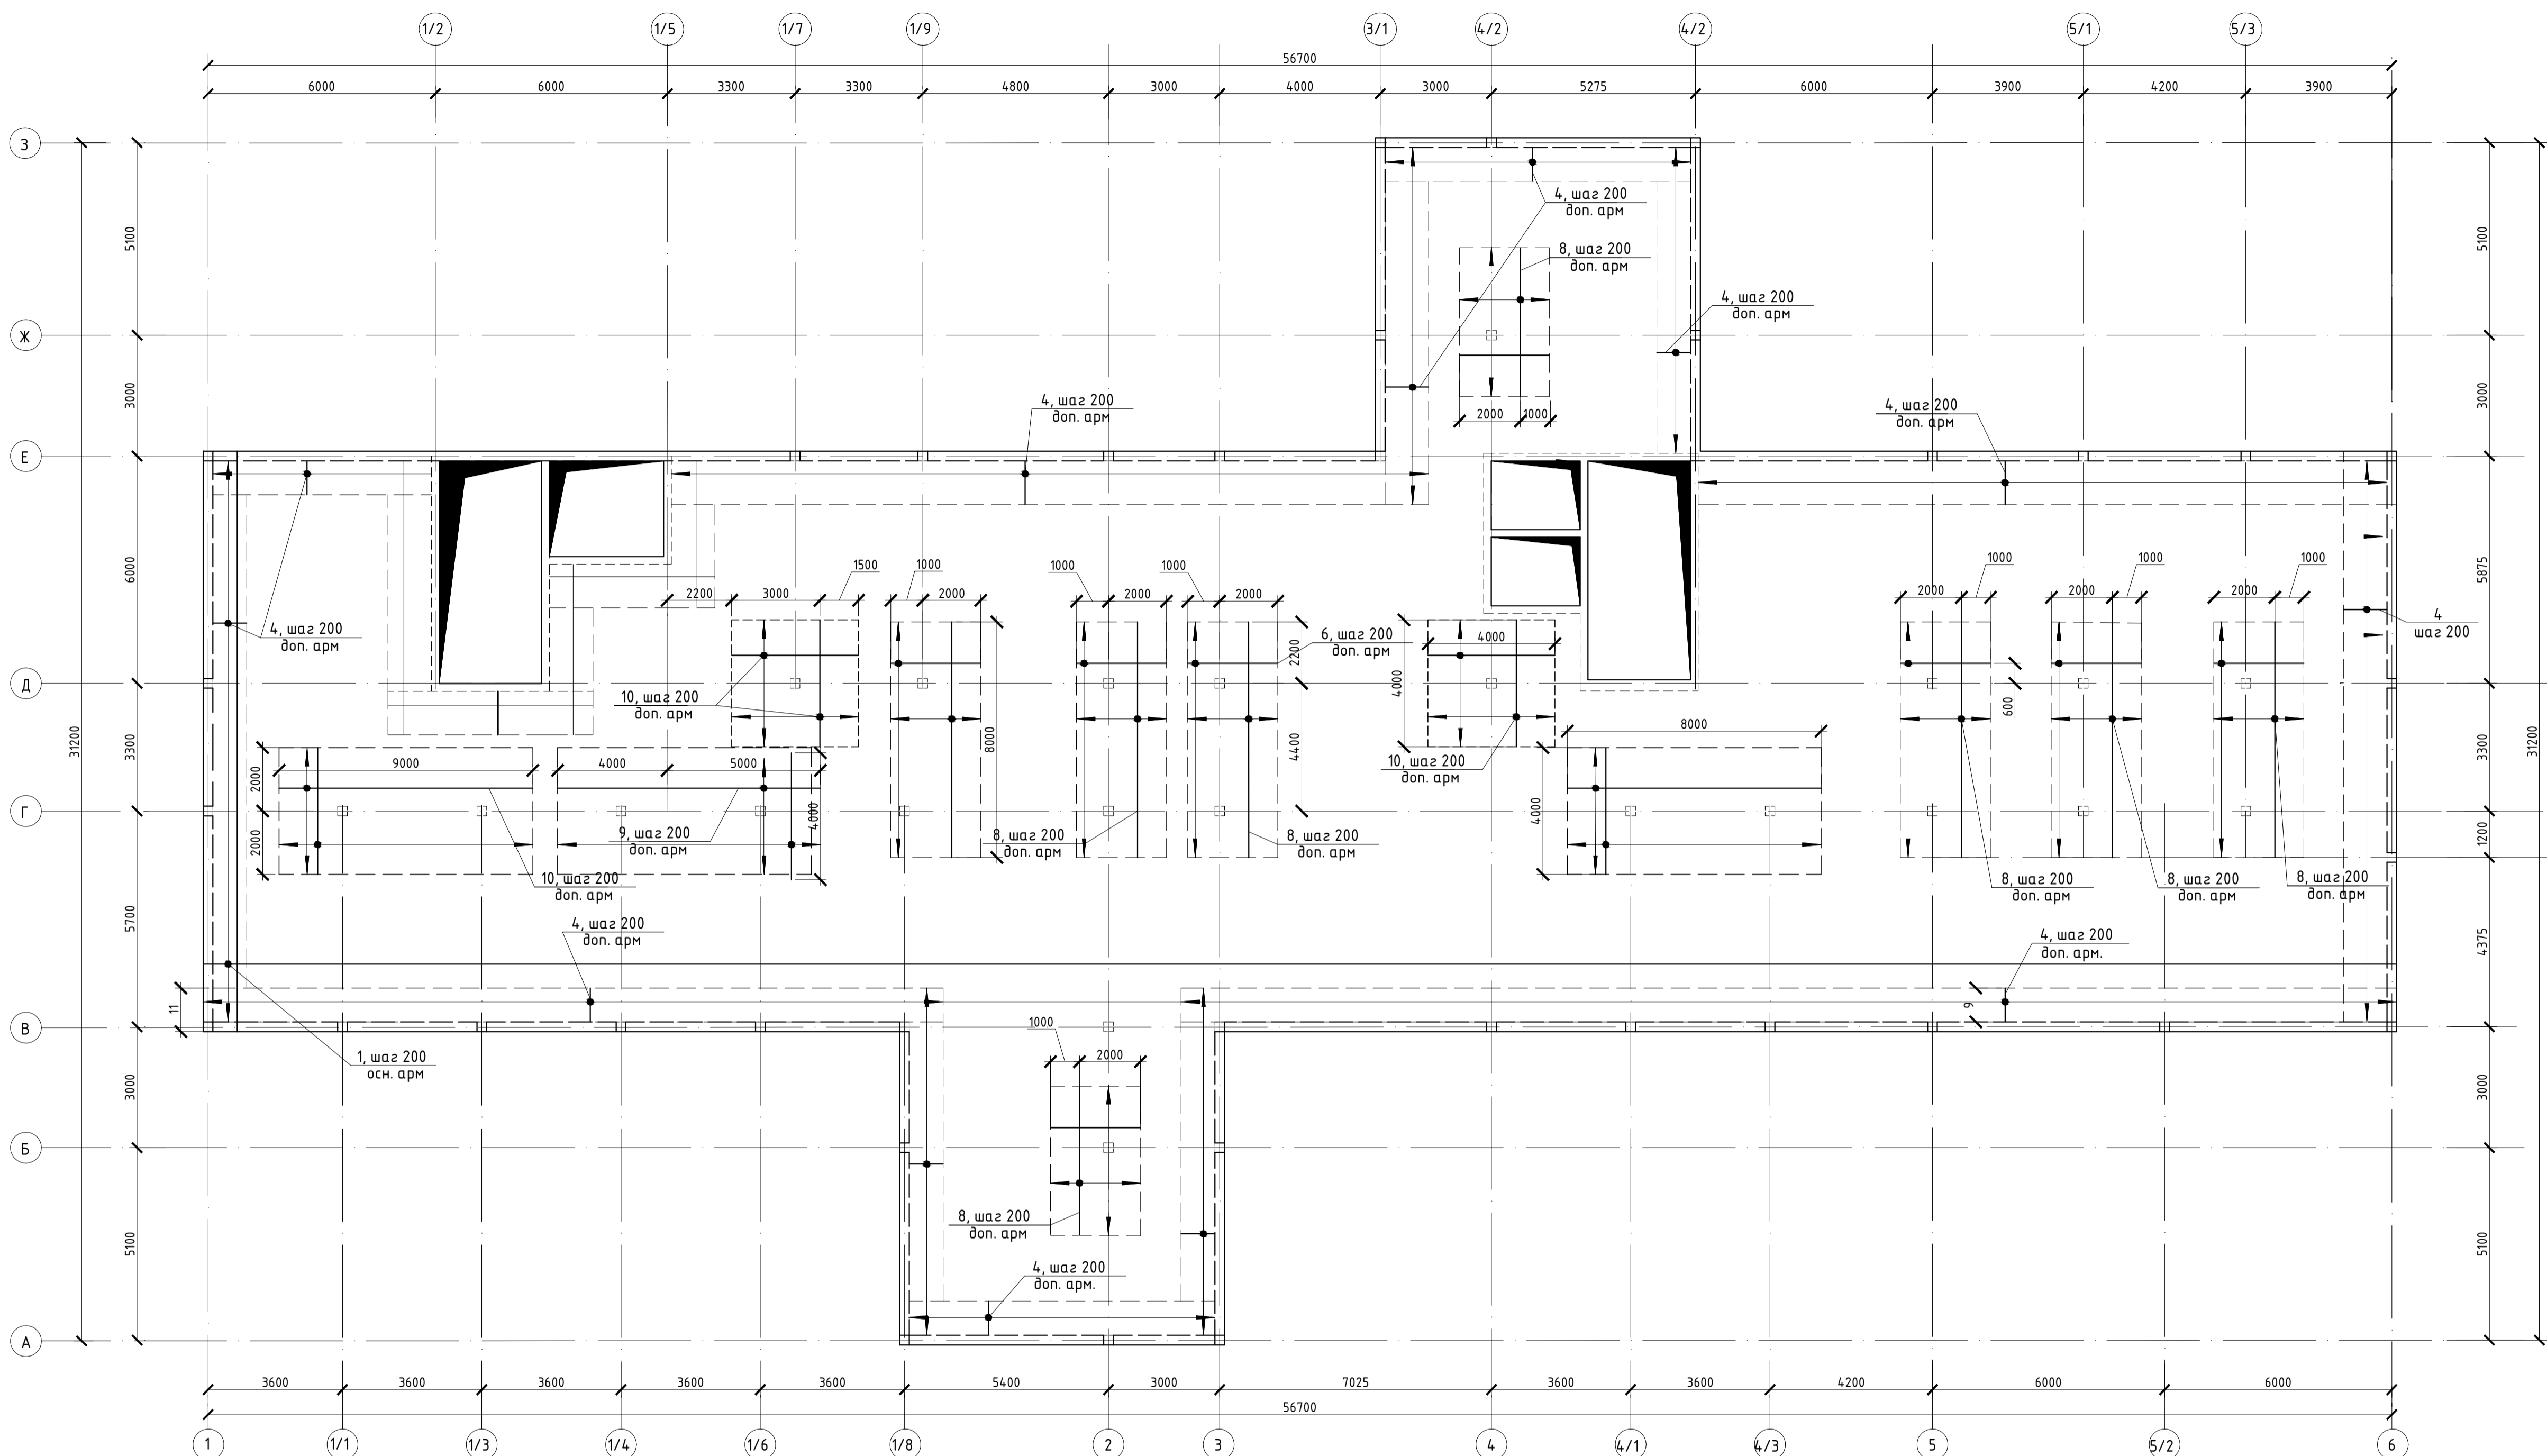 1/2 1/5 1/7 1/9 3/1 4/2 4/2 5/1 5/3
56700
6000 6000 3300 3300 4800 3000 4000 3000 5275 6000 3900 4200 3900
З
4, шаг 200
доп. арм
5100
5100
8, шаг 200
доп. арм
4, шаг 200
доп. арм
Ж
3000
3000
4, шаг 200
доп. арм
4, шаг 200
доп. арм
2000 1000
Е
6000
5875
1500 1000 1000 1000 1000 1000 1000
2200 3000 2000 2000 2000 2000 2000 2000
4, шаг 200
доп. арм
6, шаг 200
доп. арм
4000
4
шаг 200
2200
4000
Д
10, шаг 200
доп. арм
600
31200
31200
3300
3300
8000
4400
8000
9000 4000 5000
10, шаг 200
доп. арм
2000
4000
4000
Г
9, шаг 200
доп. арм
8, шаг 200
доп. арм
8, шаг 200
доп. арм
1200
2000
10, шаг 200
доп. арм
8, шаг 200
доп. арм
8, шаг 200
доп. арм
8, шаг 200
доп. арм
5700
4375
4, шаг 200
доп. арм
4, шаг 200
доп. арм.
11
9
В
1000
2000
1, шаг 200
осн. арм
3000
3000
Б
8, шаг 200
доп. арм
5100
5100
4, шаг 200
доп. арм.
А
3600 3600 3600 3600 3600 5400 3000 7025 3600 3600 4200 6000 6000
56700
1 1/1 1/3 1/4 1/6 1/8 2 3 4 4/1 4/3 5 5/2 6